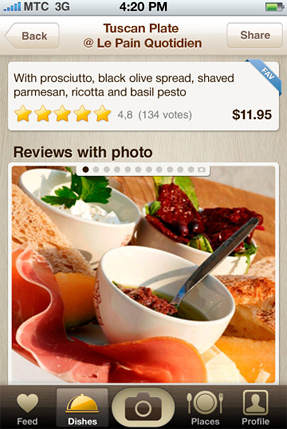 MTC 3G 4:20 PM
Back
Tuscan Plate
@ Le Pain Quotidien
Share
FAV
With prosciutto, black olive spread, shaved
parmesan, ricotta and basil pesto
4,8 (134 votes) $11.95
Reviews with photo
Feed Dishes Places Profile